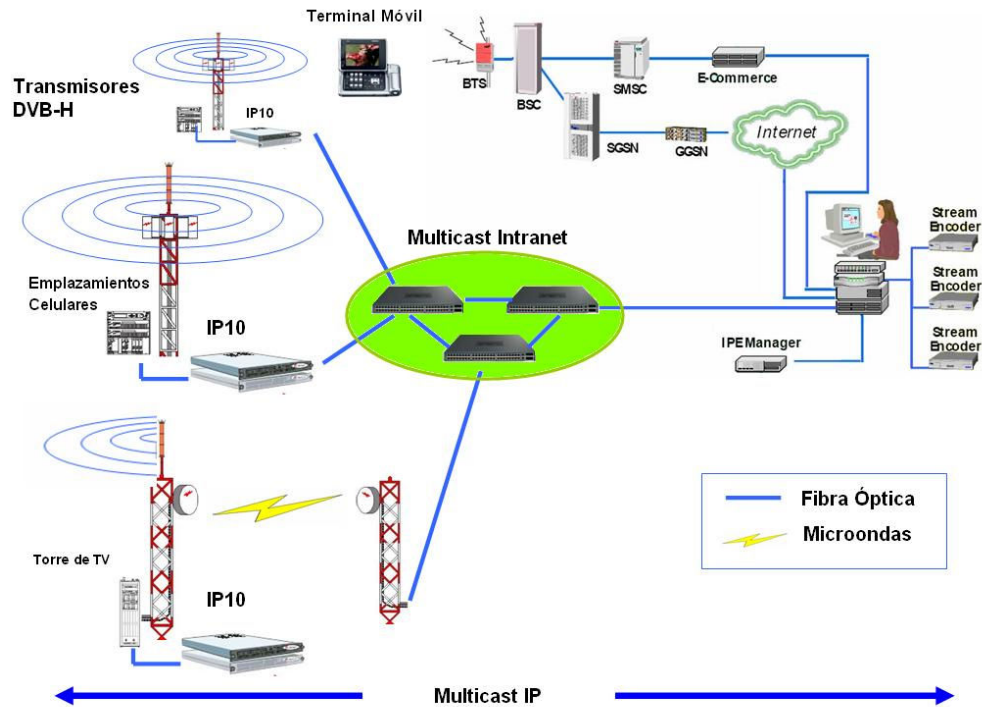 Terminal Móvil
Transmisores
DVB-H
IP10
BTS
BSC
SMSC
E-Commerce
SGSN
GGSN
Internet
Multicast Intranet
Stream
Encoder
Stream
Encoder
Stream
Encoder
Emplazamientos
Celulares
IP10
IPEManager
Fibra Óptica
Microondas
Torre de TV
IP10
Multicast IP